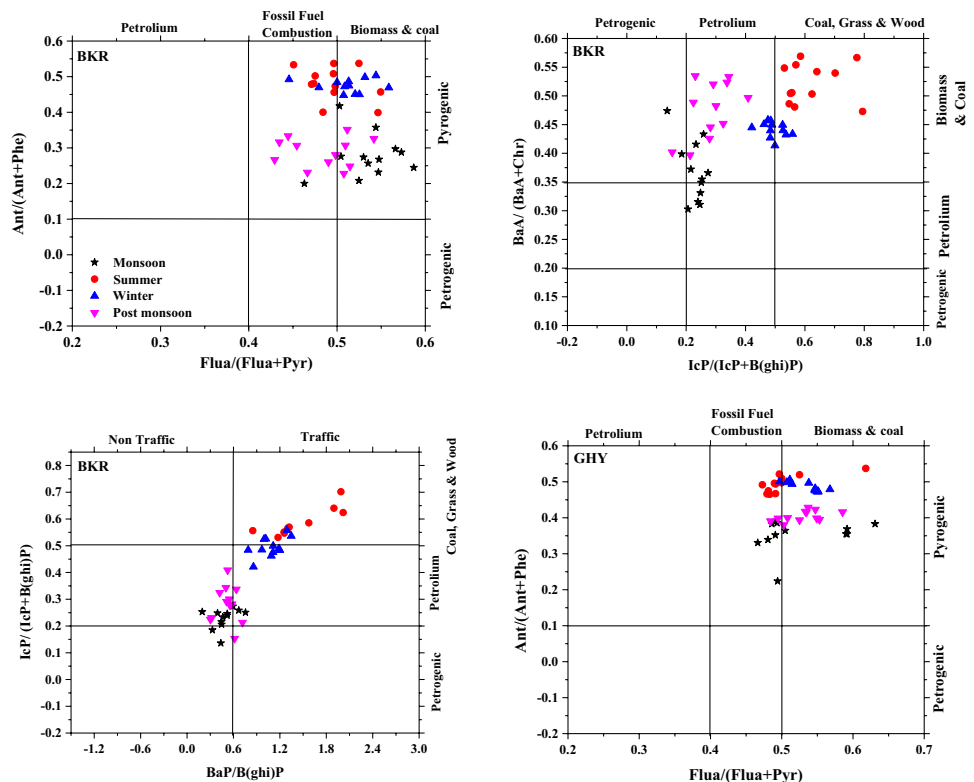 Petrolium
Fossil Fuel
Combustion
Biomass & coal
BKR
0.6
0.5
0.4
0.3
0.2
0.1
0.0
-0.1
-0.2
Ant/(Ant+Phe)
Pyrogenic
Petrogenic
Monsoon
Summer
Winter
Post monsoon
0.2
0.3
0.4
0.5
0.6
Flua/(Flua+Pyr)
Petrogenic
Petrolium
Coal, Grass & Wood
BKR
0.60
0.55
0.50
0.45
0.40
0.35
0.30
0.25
0.20
0.15
0.10
BaA/ (BaA+Chr)
Biomass
& Coal
Petrolium
Petrogenic
-0.2
0.0
0.2
0.4
0.6
0.8
1.0
IcP/(IcP+B(ghi)P)
Non Traffic
Traffic
BKR
0.8
0.7
0.6
0.5
0.4
0.3
0.2
0.1
0.0
-0.1
-0.2
IcP/ (IcP+B(ghi)P)
Coal, Grass & Wood
Petrolium
Petrogenic
-1.2
-0.6
0.0
0.6
1.2
1.8
2.4
3.0
BaP/B(ghi)P
Petrolium
Fossil Fuel
Combustion
Biomass & coal
GHY
0.6
0.5
0.4
0.3
0.2
0.1
0.0
-0.1
-0.2
Ant/(Ant+Phe)
Pyrogenic
Petrogenic
0.2
0.3
0.4
0.5
0.6
0.7
Flua/(Flua+Pyr)